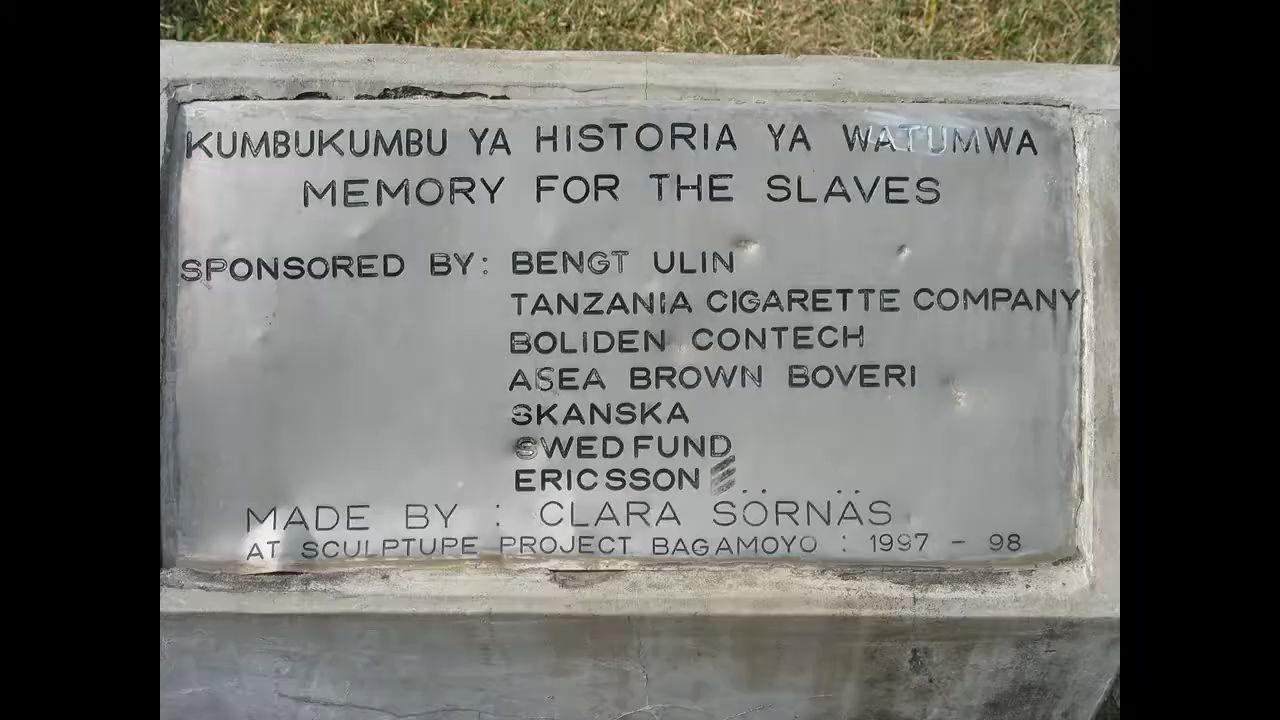 KUMBUKUMBU YA HISTORIA YA WATUMWA
MEMORY FOR THE SLAVES
SPONSORED BY: BENGT ULIN
TANZANIA CIGARETTE COMPANY
BOLIDEN CONTECH
ASEA BROWN BOVERI
SKANSKA
SWEDFUND
ERICSSON
MADE BY : CLARA SÖRNÄS
AT SCULPTUPE PROJECT BAGAMOYO : 1997 - 98